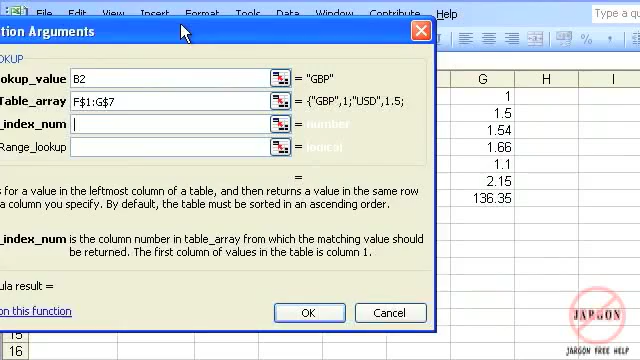 File Edit View Insert Format Tools Data Window Contribute Help Type a qu
tion Arguments
OKUP
ookup_value B2 = "GBP"
Table_array F$1:G$7 = {"GBP",1;"USD",1.5;
_index_num = number
Range_lookup = logical
=
s for a value in the leftmost column of a table, and then returns a value in the same row
a column you specify. By default, the table must be sorted in an ascending order.
_index_num is the column number in table_array from which the matching value should
be returned. The first column of values in the table is column 1.
ula result =
on this function
OK Cancel
G H I
1
1.5
1.54
1.66
1.1
2.15
136.35
15
16
JARGON
JARGON FREE HELP